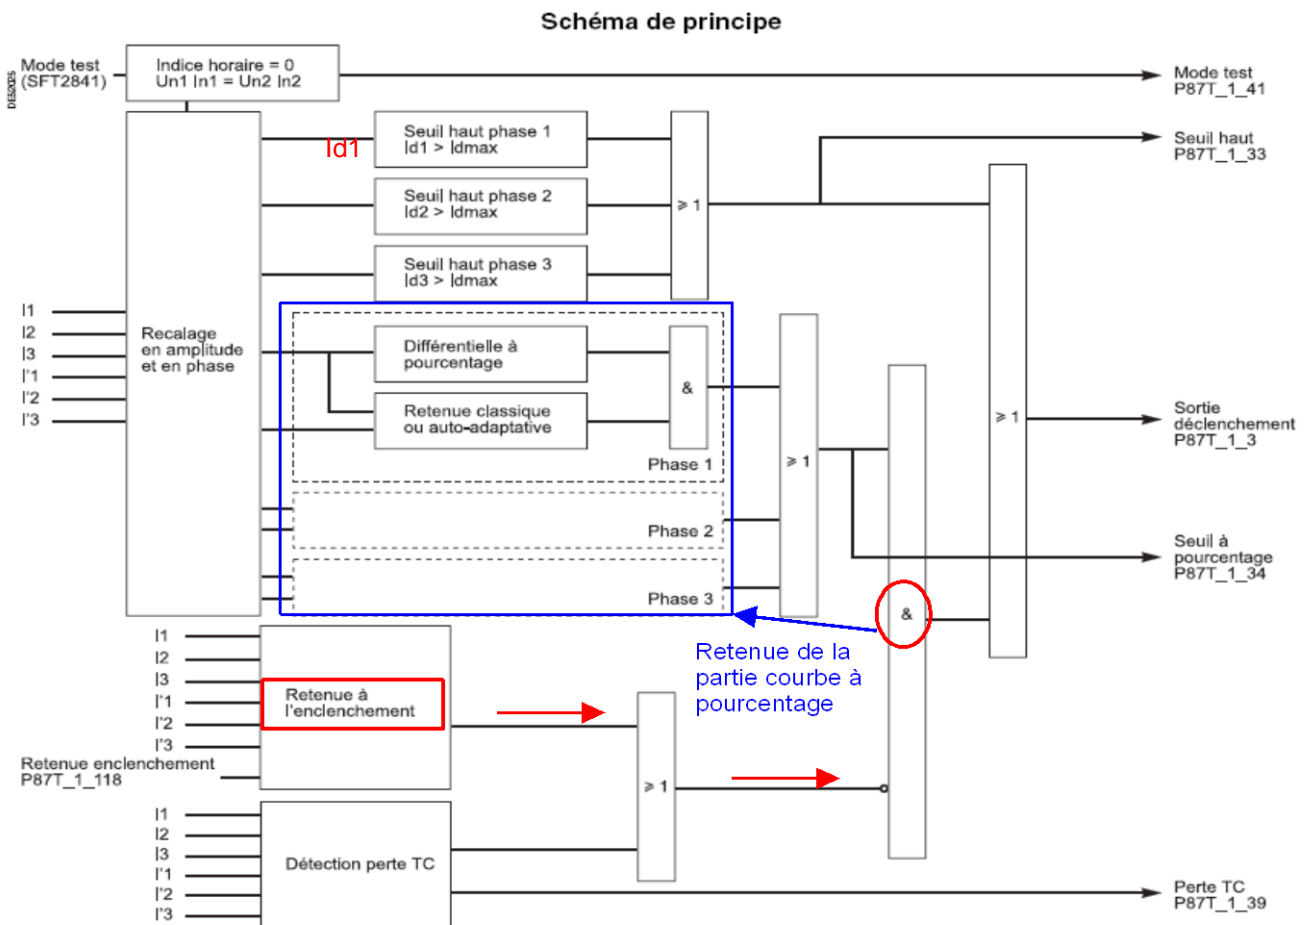 Schéma de principe
Mode test
(SFT2841)
DE52025
Indice horaire = 0
Un1 In1 = Un2 In2
Mode test
P87T_1_41
Id1
Seuil haut phase 1
Id1 > Idmax
Seuil haut
P87T_1_33
Seuil haut phase 2
Id2 > Idmax
⩾ 1
Seuil haut phase 3
Id3 > Idmax
I1
I2
I3
I'1
I'2
I'3
Recalage
en amplitude
et en phase
Différentielle à
pourcentage
&
Retenue classique
ou auto-adaptative
Phase 1
⩾ 1
⩾ 1
Sortie
déclenchement
P87T_1_3
Phase 2
Seuil à
pourcentage
P87T_1_34
Phase 3
&
Retenue de la
partie courbe à
pourcentage
I1
I2
I3
I'1
I'2
I'3
Retenue à
l'enclenchement
Retenue enclenchement
P87T_1_118
⩾ 1
I1
I2
I3
I'1
I'2
I'3
Détection perte TC
Perte TC
P87T_1_39